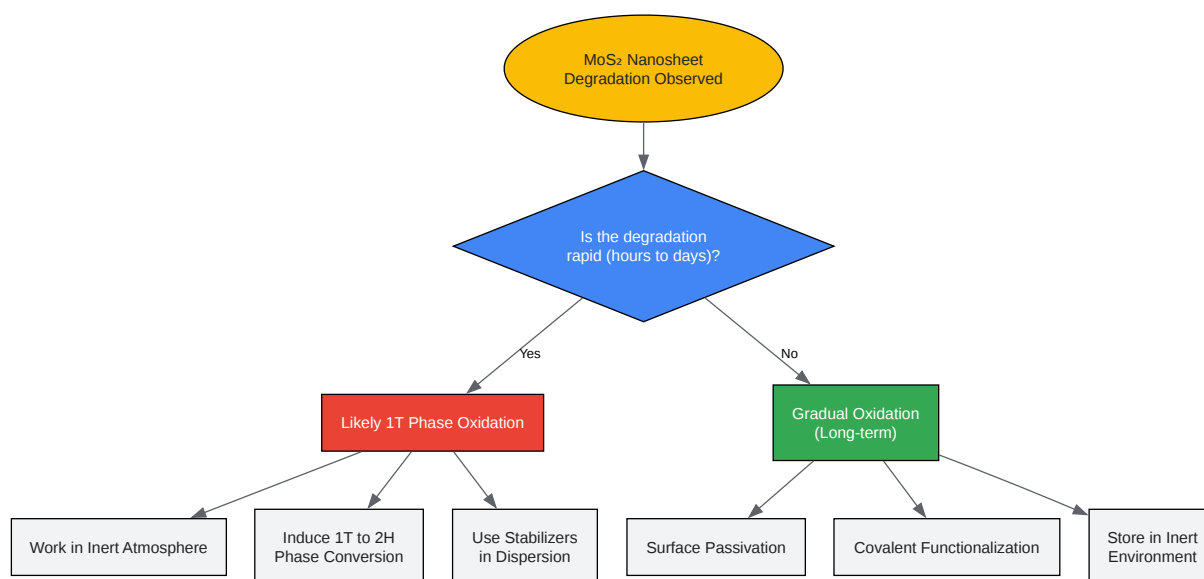 MoS₂ Nanosheet
Degradation Observed
Is the degradation
rapid (hours to days)?
Yes
No
Likely 1T Phase Oxidation
Gradual Oxidation
(Long-term)
Work in Inert Atmosphere
Induce 1T to 2H
Phase Conversion
Use Stabilizers
in Dispersion
Surface Passivation
Covalent Functionalization
Store in Inert
Environment